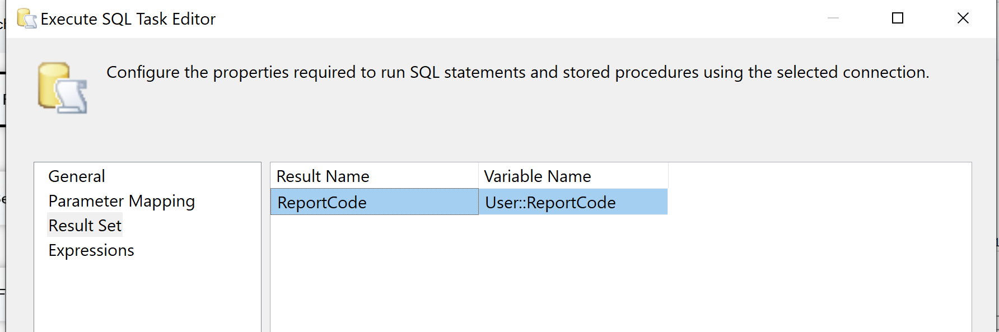 Execute SQL Task Editor
Configure the properties required to run SQL statements and stored procedures using the selected connection.
General
Parameter Mapping
Result Set
Expressions
Result Name Variable Name
ReportCode User::ReportCode